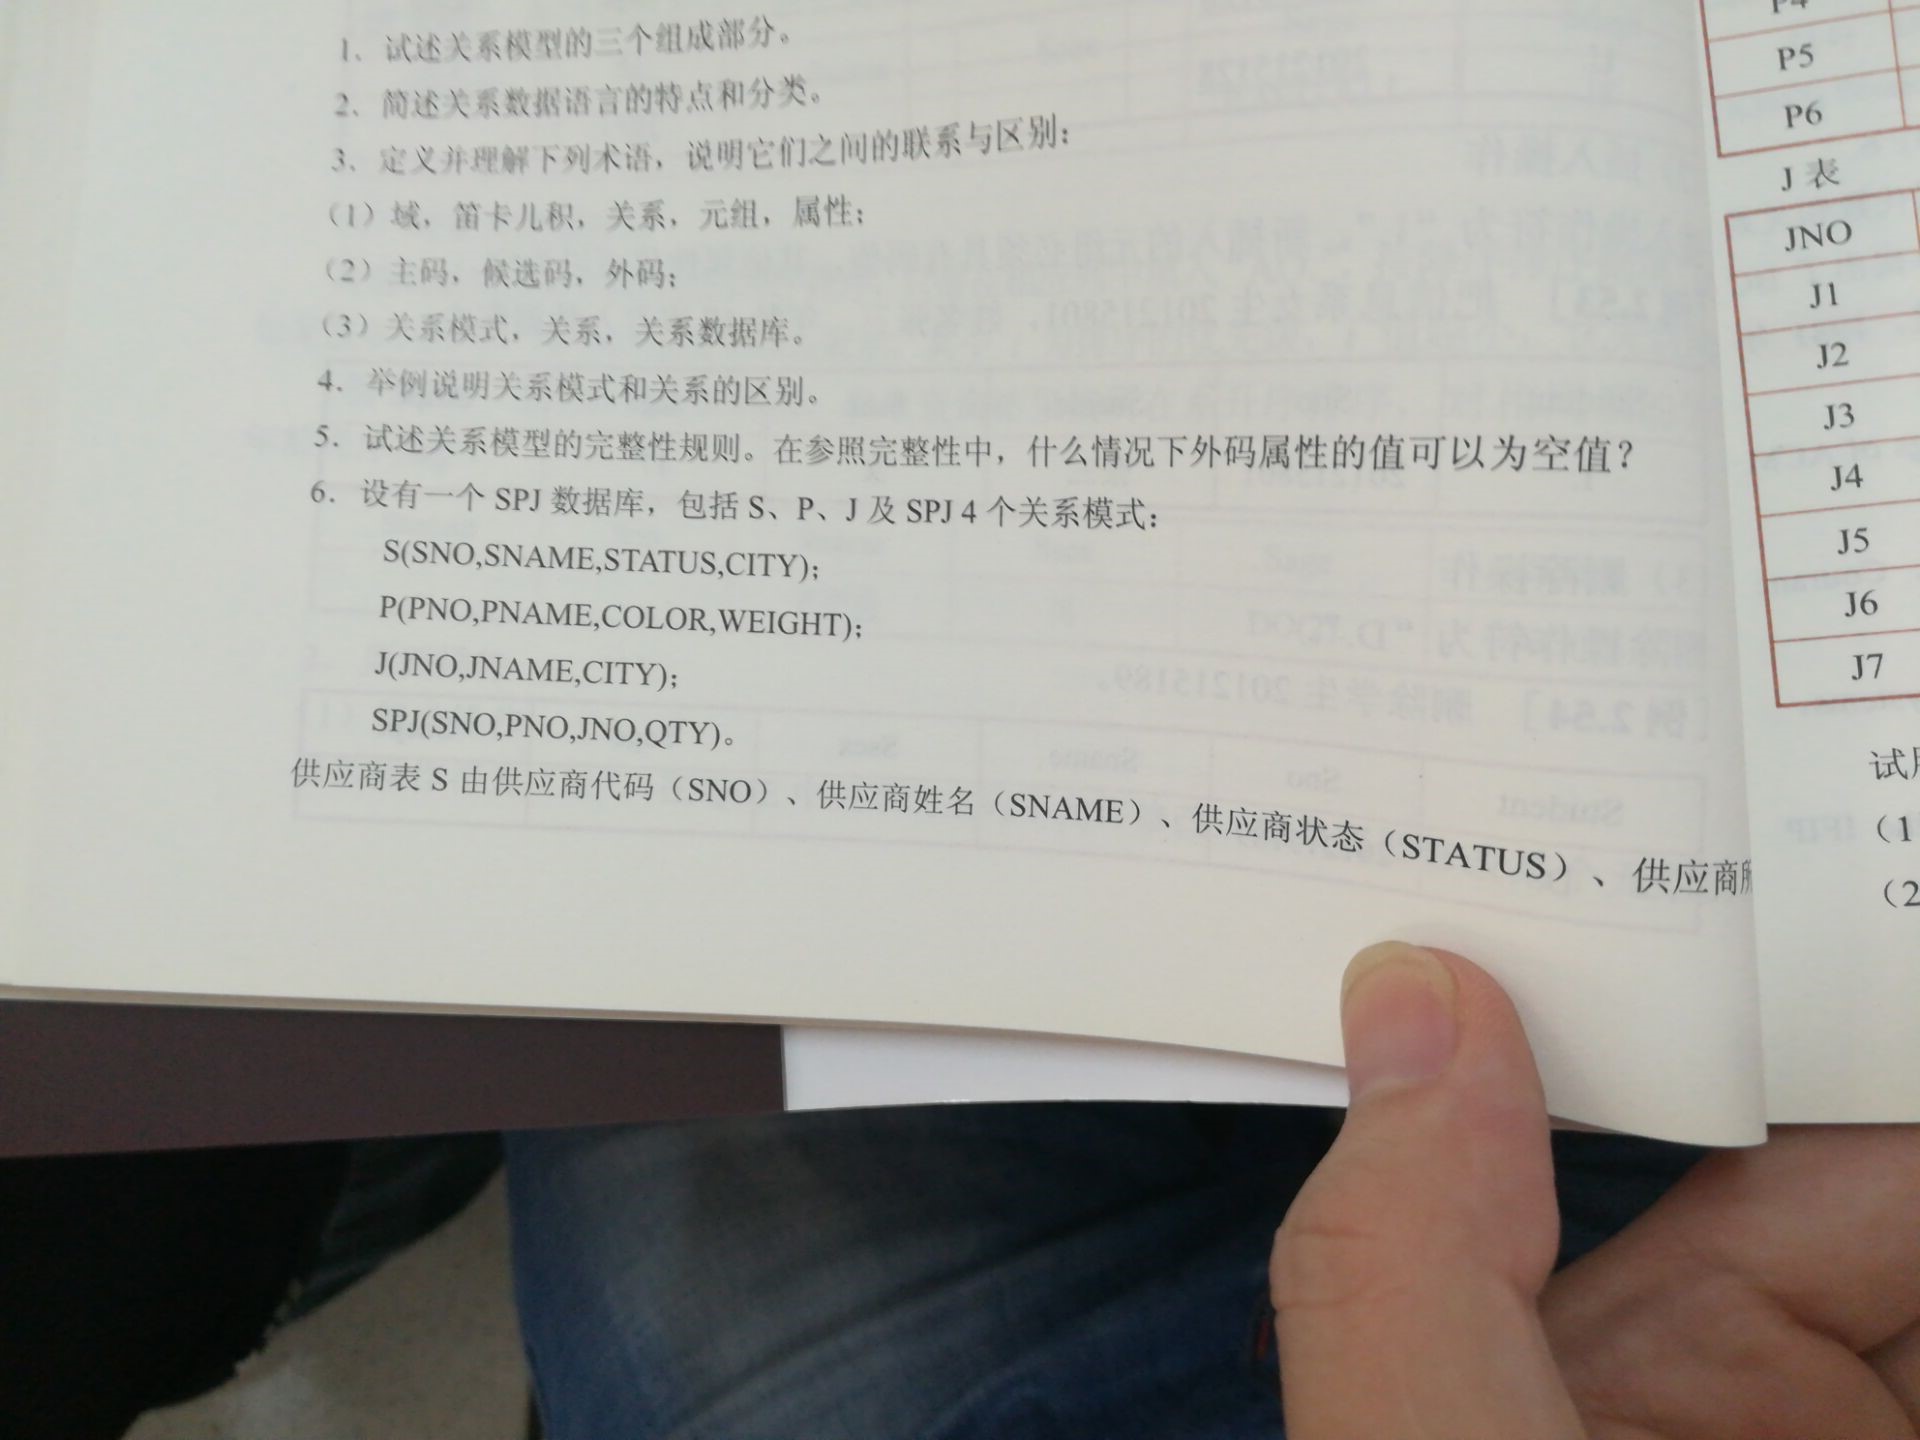 1. 试述关系模型的三个组成部分。
2. 简述关系数据语言的特点和分类。
3. 定义并理解下列术语，说明它们之间的联系与区别：
（1）域，笛卡儿积，关系，元组，属性；
（2）主码，候选码，外码；
（3）关系模式，关系，关系数据库。
4. 举例说明关系模式和关系的区别。
5. 试述关系模型的完整性规则。在参照完整性中，什么情况下外码属性的值可以为空值？
6. 设有一个 SPJ 数据库，包括 S、P、J 及 SPJ 4 个关系模式：
S(SNO,SNAME,STATUS,CITY);
P(PNO,PNAME,COLOR,WEIGHT);
J(JNO,JNAME,CITY);
SPJ(SNO,PNO,JNO,QTY)。
供应商表 S 由供应商代码（SNO）、供应商姓名（SNAME）、供应商状态（STATUS）、供应商
P4
P5
P6
J 表
JNO
J1
J2
J3
J4
J5
J6
J7
试
（1
（2